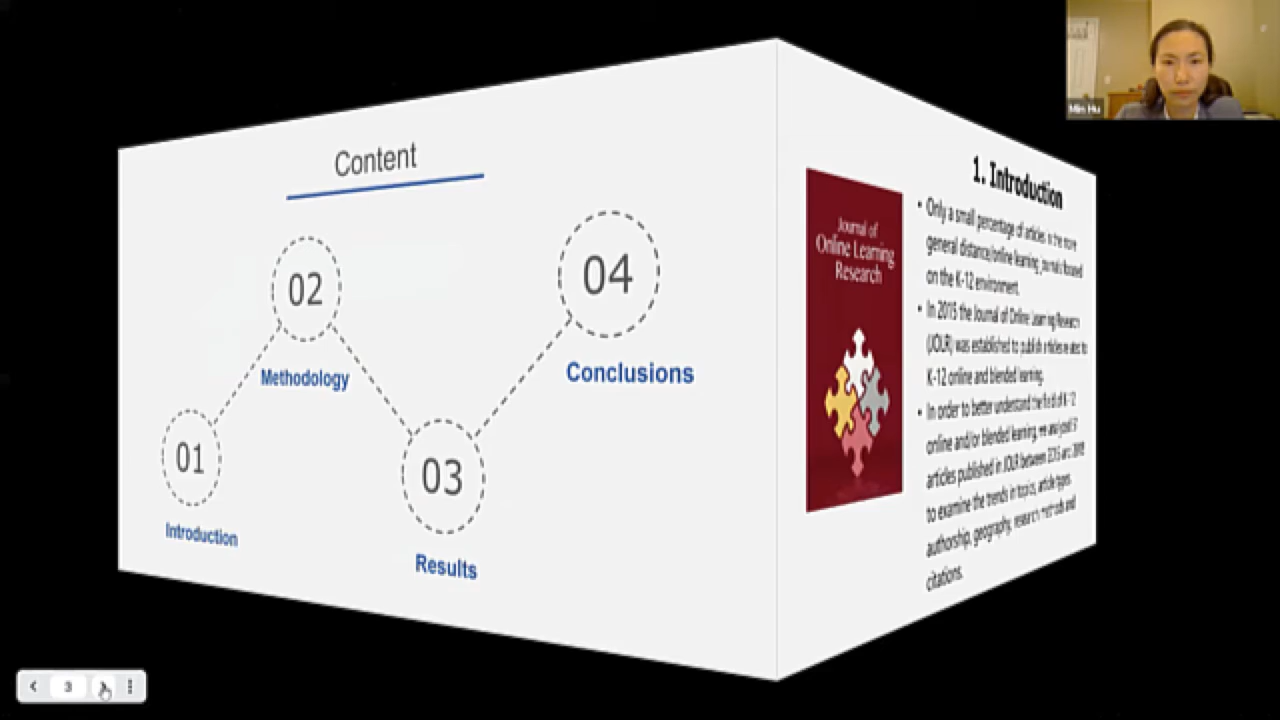 Content
02
Methodology
04
Conclusions
01
Introduction
03
Results
1. Introduction
Journal of
Online Learning
Research
• Only a small percentage of articles in the more
general distance/online learning journals focused
on the K-12 environment.
• In 2015 the Journal of Online Learning Research
(JOLR) was established to publish articles related to
K-12 online and blended learning.
• In order to better understand the field of K-12
online and/or blended learning, we analyzed
articles published in JOLR between 2015 and
to examine the trends in topics, article types
authorship, geography, research methods and
citations.
Hu
3